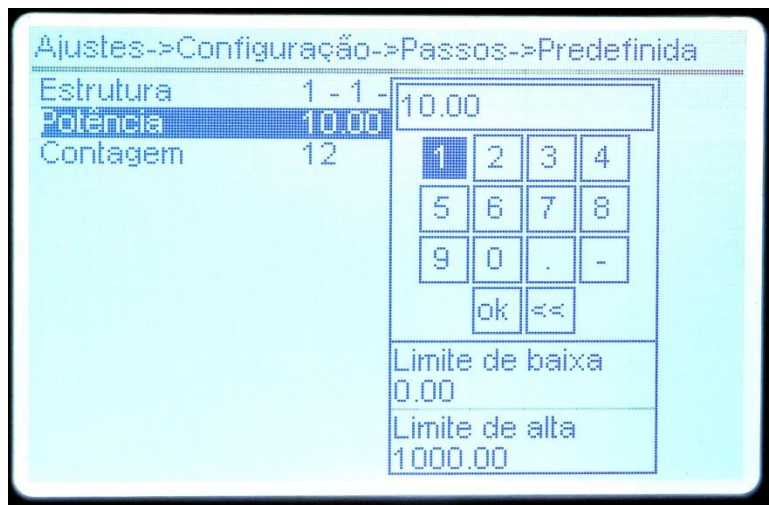 Ajustes->Configuração->Passos->Predefinida
Estrutura 1 - 1 -
Potência 10.00
Contagem 12
10.00
1 2 3 4
5 6 7 8
9 0 . -
ok <<
Limite de baixa
0.00
Limite de alta
1000.00